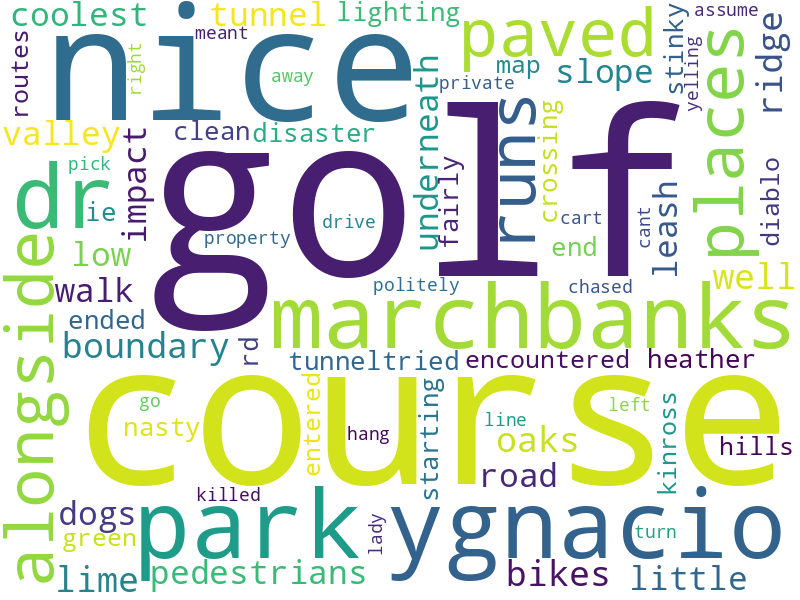 coolest
nice
tunnel
lighting
assume
meant
routes
right
away
paved
map
slope
private
stinky
yelling
ridge
places
valley
clean
disaster
underneath
runs
crossing
golf
pick
dr
ie
impact
drive
fairly
cart
cant
leash
diablo
property
low
end
well
alongsided
walk
politely
chased
ended
marchbanks
boundary
rd
tunneltried
encountered
heather
course
go
nasty
entered
hang
starting
line
oaks
left
kinross
hills
road
killed
dogs
green
park
lady
ygnacio
turn
lime
pedestrians
bikes
little